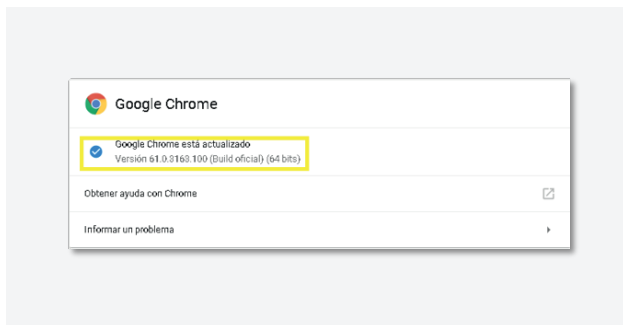 Google Chrome
Google Chrome está actualizado
Versión 61.0.3163.100 (Build oficial) (64 bits)
Obtener ayuda con Chrome
Informar un problema